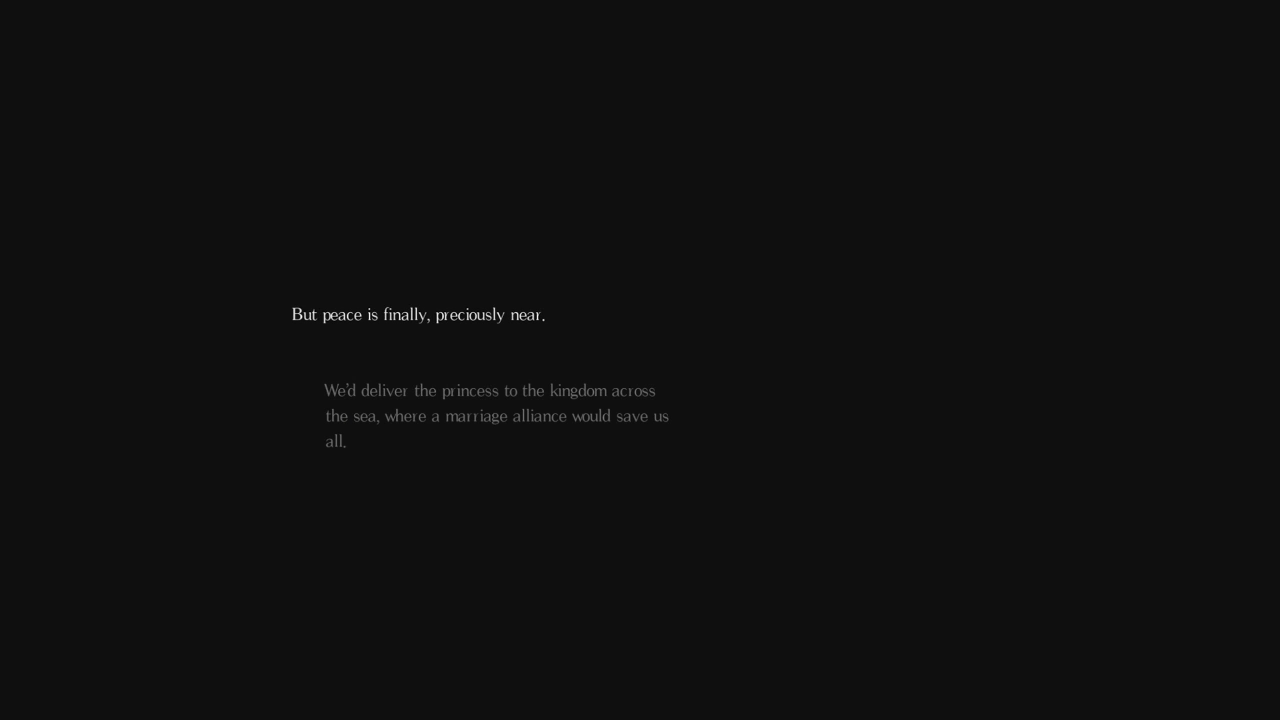 But peace is finally, preciously near.
We'd deliver the princess to the kingdom across
the sea, where a marriage alliance would save us
all.